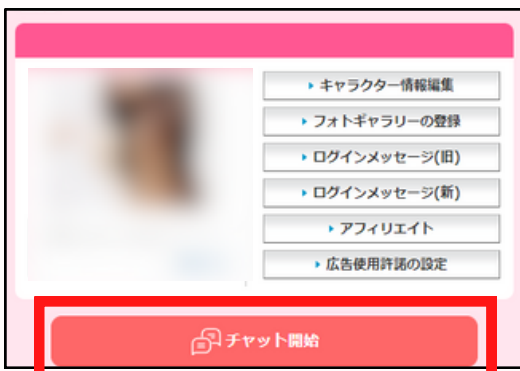 キャラクター情報編集
フォトギャラリーの登録
ログインメッセージ(旧)
ログインメッセージ(新)
アフィリエイト
広告使用許諾の設定
チャット開始